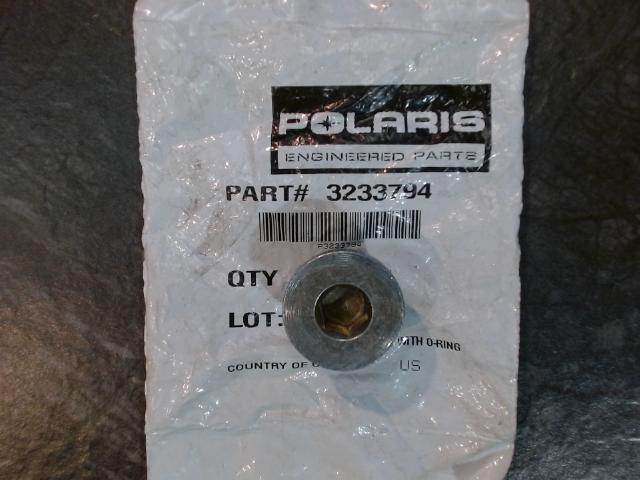 POLARIS
ENGINEERED PARTS
PART# 3233794
P3233794
QTY
LOT:
WITH O-RING
COUNTRY OF
US